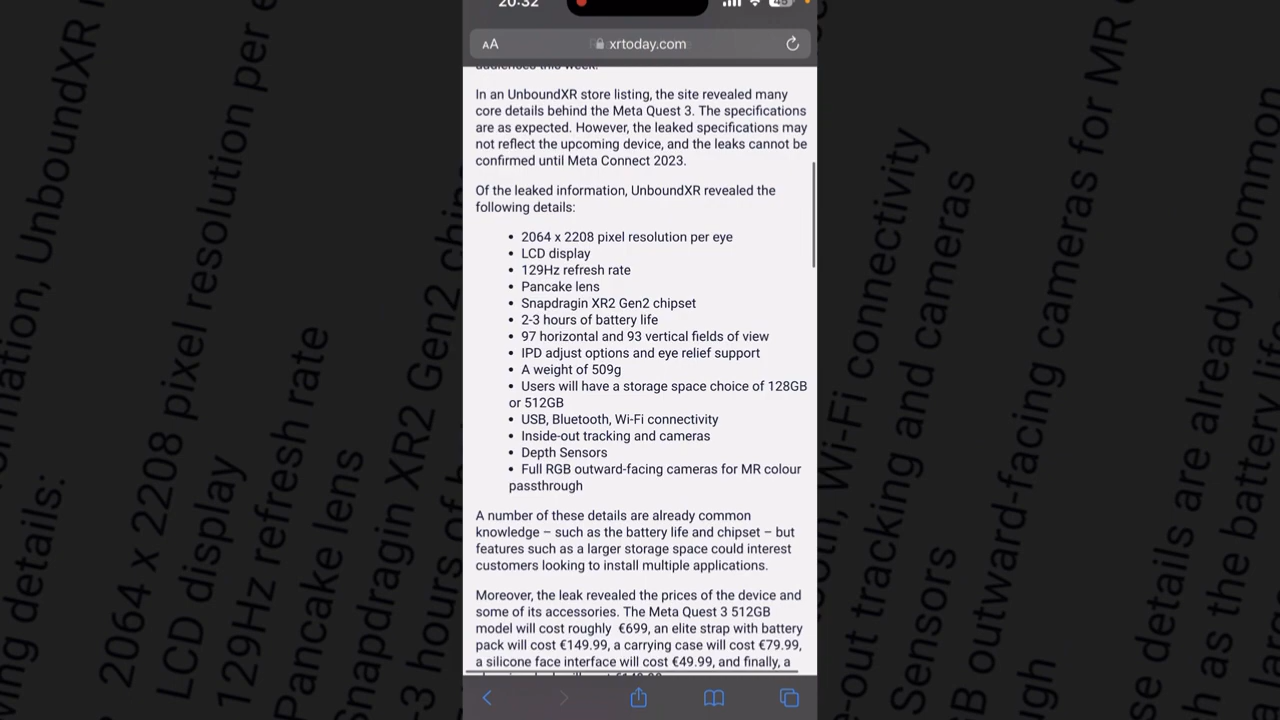 20:32
AA
xrtoday.com
audiences this week.
In an UnboundXR store listing, the site revealed many
core details behind the Meta Quest 3. The specifications
are as expected. However, the leaked specifications may
not reflect the upcoming device, and the leaks cannot be
confirmed until Meta Connect 2023.
Of the leaked information, UnboundXR revealed the
following details:
• 2064 x 2208 pixel resolution per eye
• LCD display
• 129Hz refresh rate
• Pancake lens
• Snapdragin XR2 Gen2 chipset
• 2-3 hours of battery life
• 97 horizontal and 93 vertical fields of view
• IPD adjust options and eye relief support
• A weight of 509g
• Users will have a storage space choice of 128GB
or 512GB
• USB, Bluetooth, Wi-Fi connectivity
• Inside-out tracking and cameras
• Depth Sensors
• Full RGB outward-facing cameras for MR colour
passthrough
A number of these details are already common
knowledge – such as the battery life and chipset – but
features such as a larger storage space could interest
customers looking to install multiple applications.
Moreover, the leak revealed the prices of the device and
some of its accessories. The Meta Quest 3 512GB
model will cost roughly €699, an elite strap with battery
pack will cost €149.99, a carrying case will cost €79.99,
a silicone face interface will cost €49.99, and finally, a